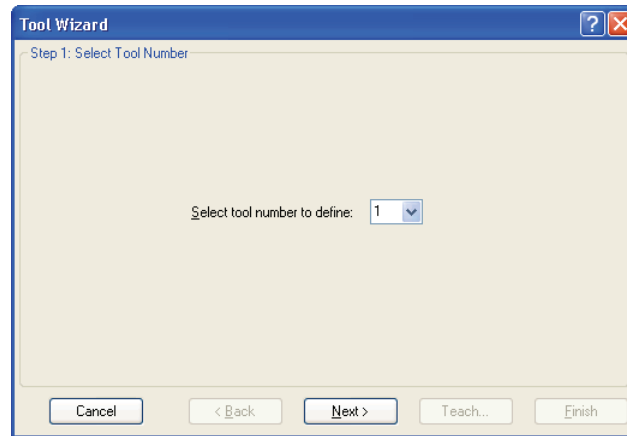 Tool Wizard
Step 1: Select Tool Number
Select tool number to define: 1
Cancel < Back Next > Teach... Finish